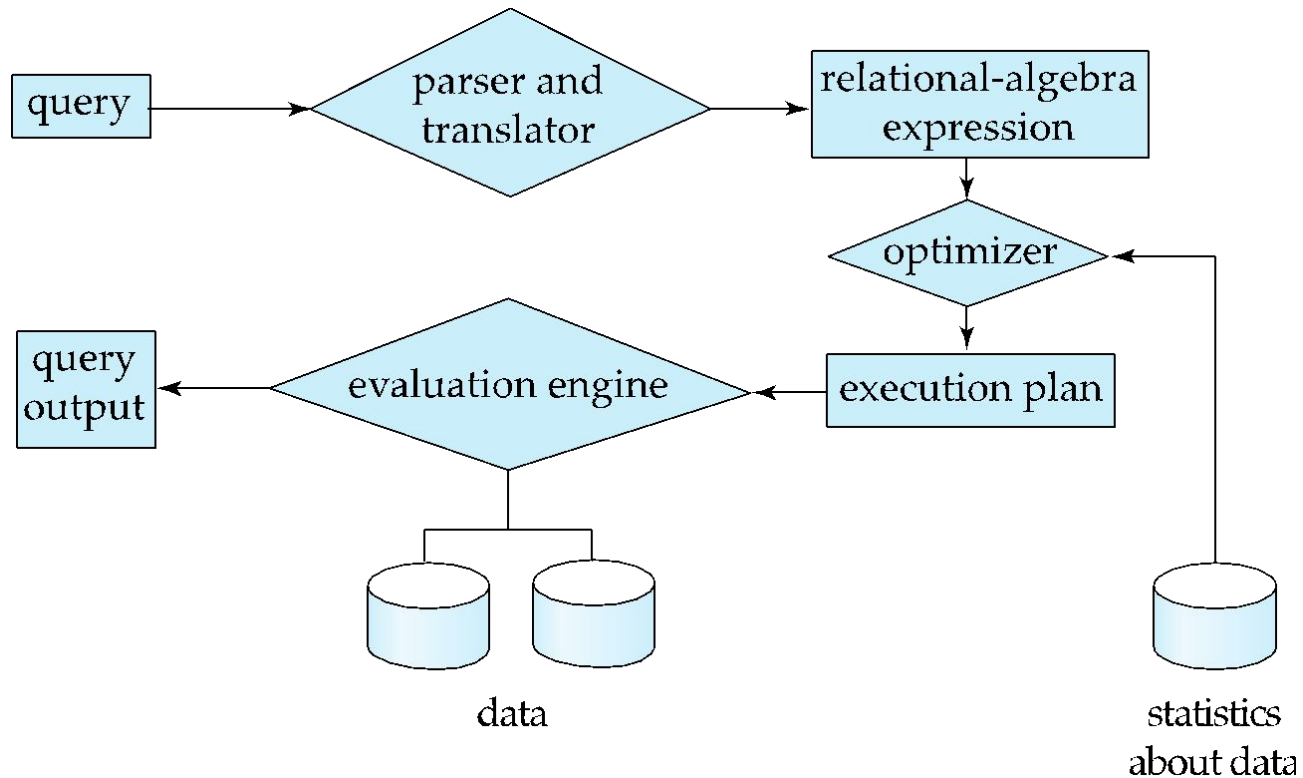 query
parser and
translator
relational-algebra
expression
optimizer
query
output
evaluation engine
execution plan
data
statistics
about data